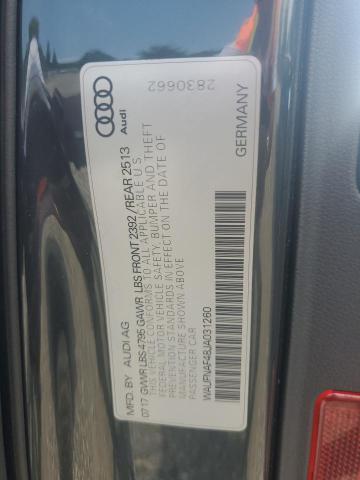 MFD. BY AUDI AG
07.17 GVWR LBS 4795 GAWR LBS FRONT 2392/REAR 2513
THIS VEHICLE CONFORMS TO ALL APPLICABLE U.S.
FEDERAL MOTOR VEHICLE SAFETY, BUMPER AND THEFT
PREVENTION STANDARDS IN EFFECT ON THE DATE OF
MANUFACTURE SHOWN ABOVE
PASSENGER CAR
WAUPNAF48JA031260
GERMANY
Audi
2830662